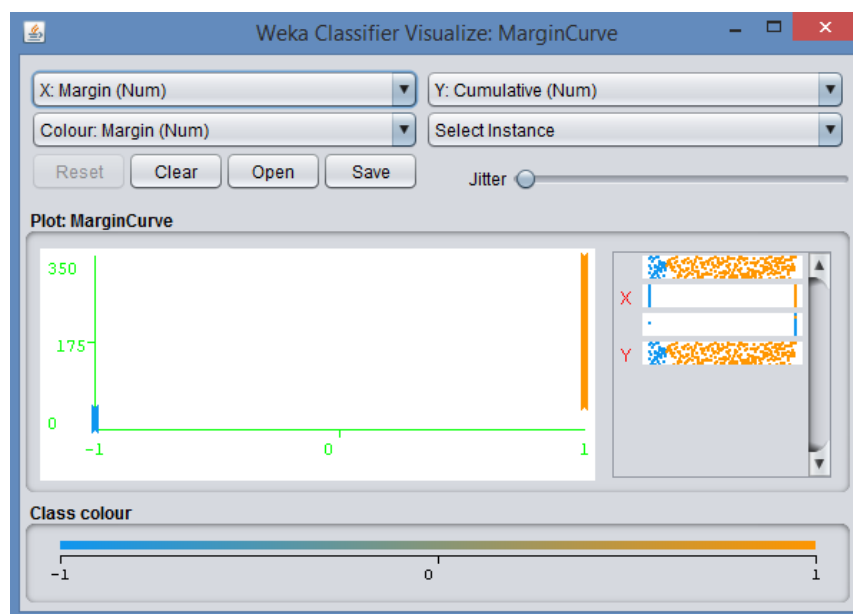 Weka Classifier Visualize: MarginCurve
X: Margin (Num) Y: Cumulative (Num)
Colour: Margin (Num) Select Instance
Reset Clear Open Save Jitter
Plot: MarginCurve
350
X
175
Y
0
-1 0 1
Class colour
-1 0 1